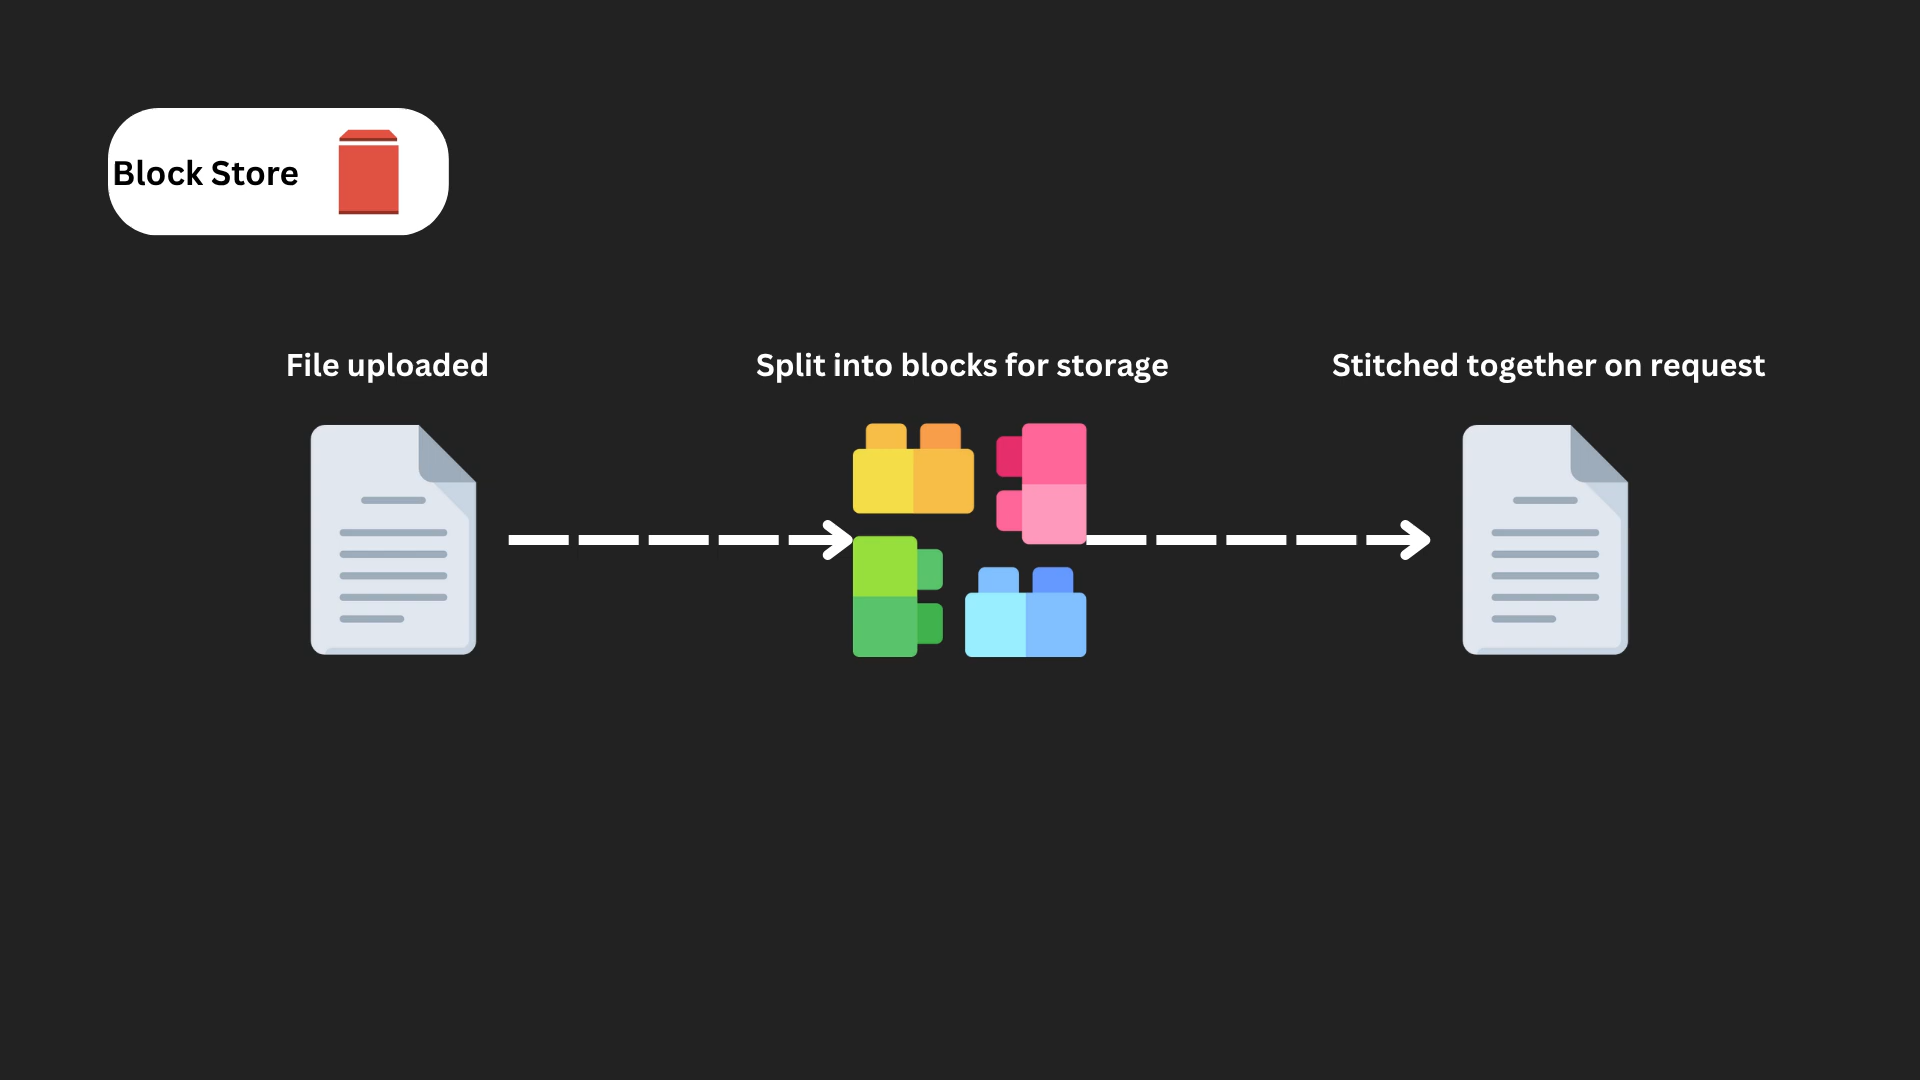 Block Store
File uploaded
Split into blocks for storage
Stitched together on request